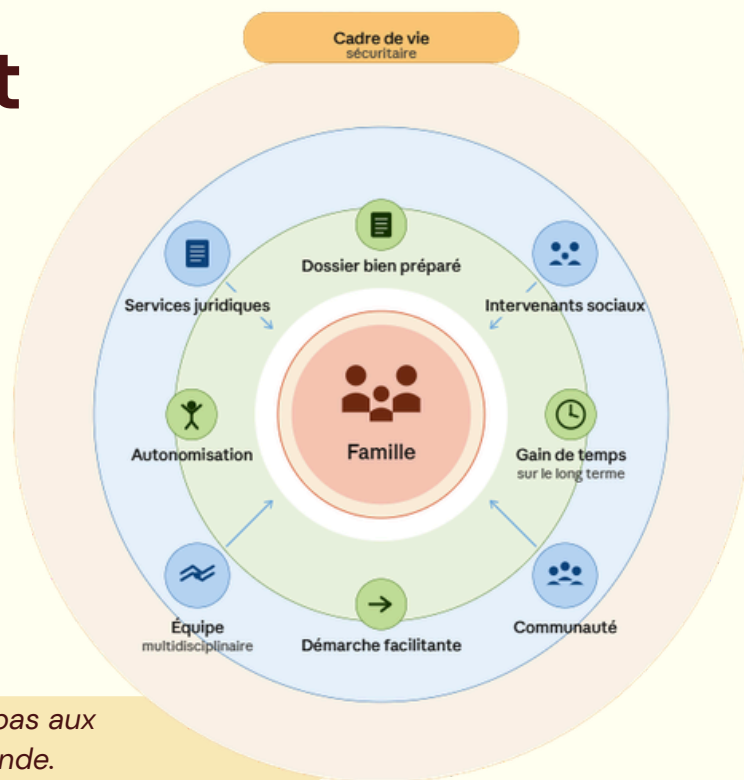 t
Cadre de vie
sécuritaire
Dossier bien préparé
Services juridiques
Intervenants sociaux
Famille
Autonomisation
Gain de temps
sur le long terme
Équipe
multidisciplinaire
Démarche facilitante
Communauté
pas aux
nde.